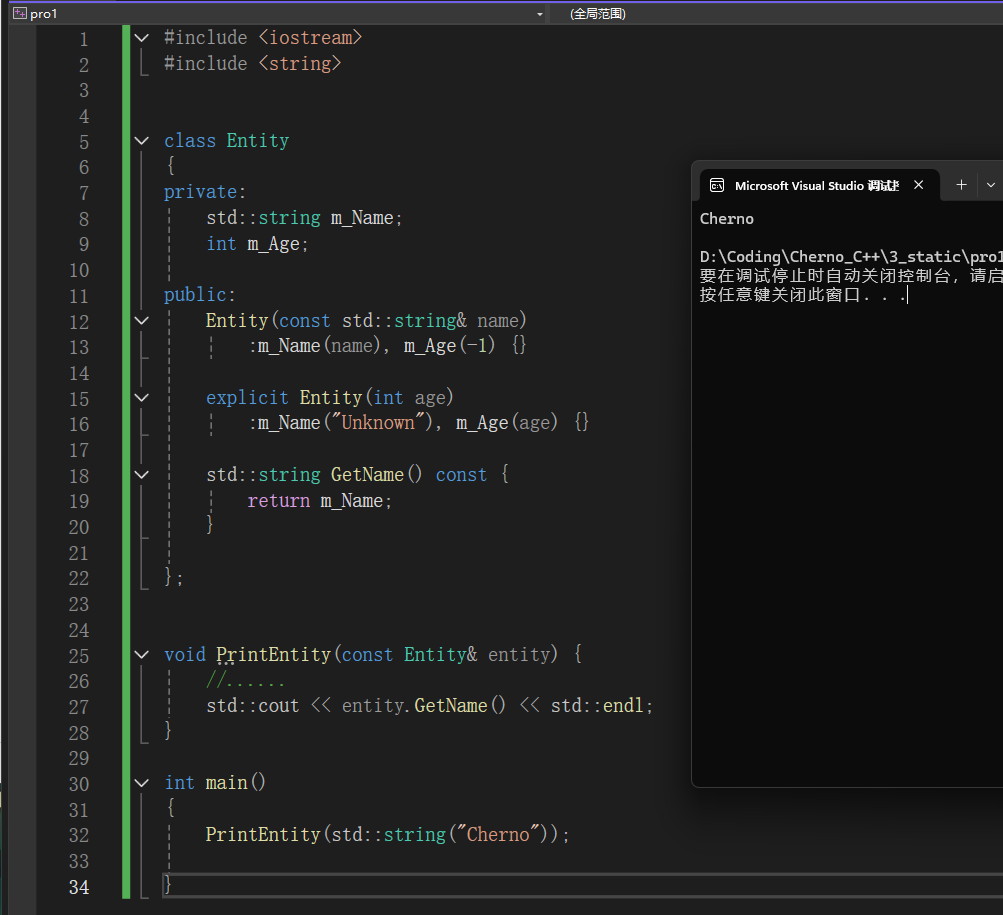 pro1
(全局范围)
1 #include <iostream>
2 #include <string>
3
4
5 class Entity
6 {
7 private:
8 std::string m_Name;
9 int m_Age;
10
11 public:
12 Entity(const std::string& name)
13 :m_Name(name), m_Age(-1) {}
14
15 explicit Entity(int age)
16 :m_Name("Unknown"), m_Age(age) {}
17
18 std::string GetName() const {
19 return m_Name;
20 }
21
22 };
23
24
25 void PrintEntity(const Entity& entity) {
26 //......
27 std::cout << entity.GetName() << std::endl;
28 }
29
30 int main()
31 {
32 PrintEntity(std::string("Cherno"));
33
34 }
Microsoft Visual Studio 调试
Cherno
D:\Coding\Cherno_C++\3_static\pro1
要在调试停止时自动关闭控制台，请启
按任意键关闭此窗口. . .